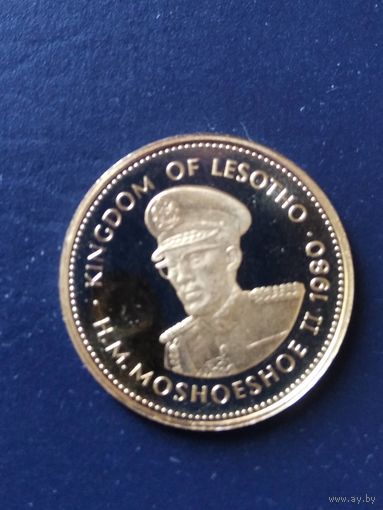 · KINGDOM OF LESOTHO ·
H.M. MOSHOESHOE II 1980
www.ay.by